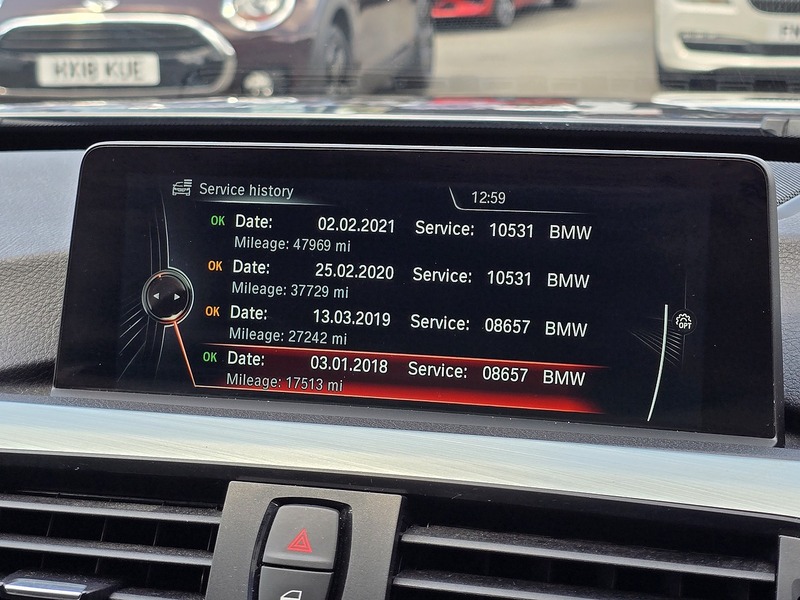 HX18 KUE
FN
Service history
12:59
OK Date: 02.02.2021 Service: 10531 BMW
Mileage: 47969 mi
OK Date: 25.02.2020 Service: 10531 BMW
Mileage: 37729 mi
OK Date: 13.03.2019 Service: 08657 BMW
Mileage: 27242 mi
OK Date: 03.01.2018 Service: 08657 BMW
Mileage: 17513 mi
OPT